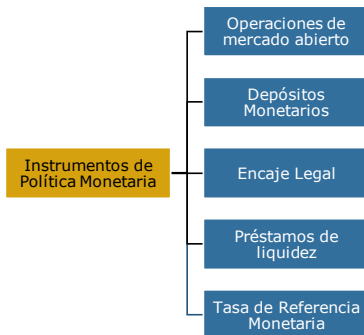 Instrumentos de
Política Monetaria
Operaciones de
mercado abierto
Depósitos
Monetarios
Encaje Legal
Préstamos de
liquidez
Tasa de Referencia
Monetaria